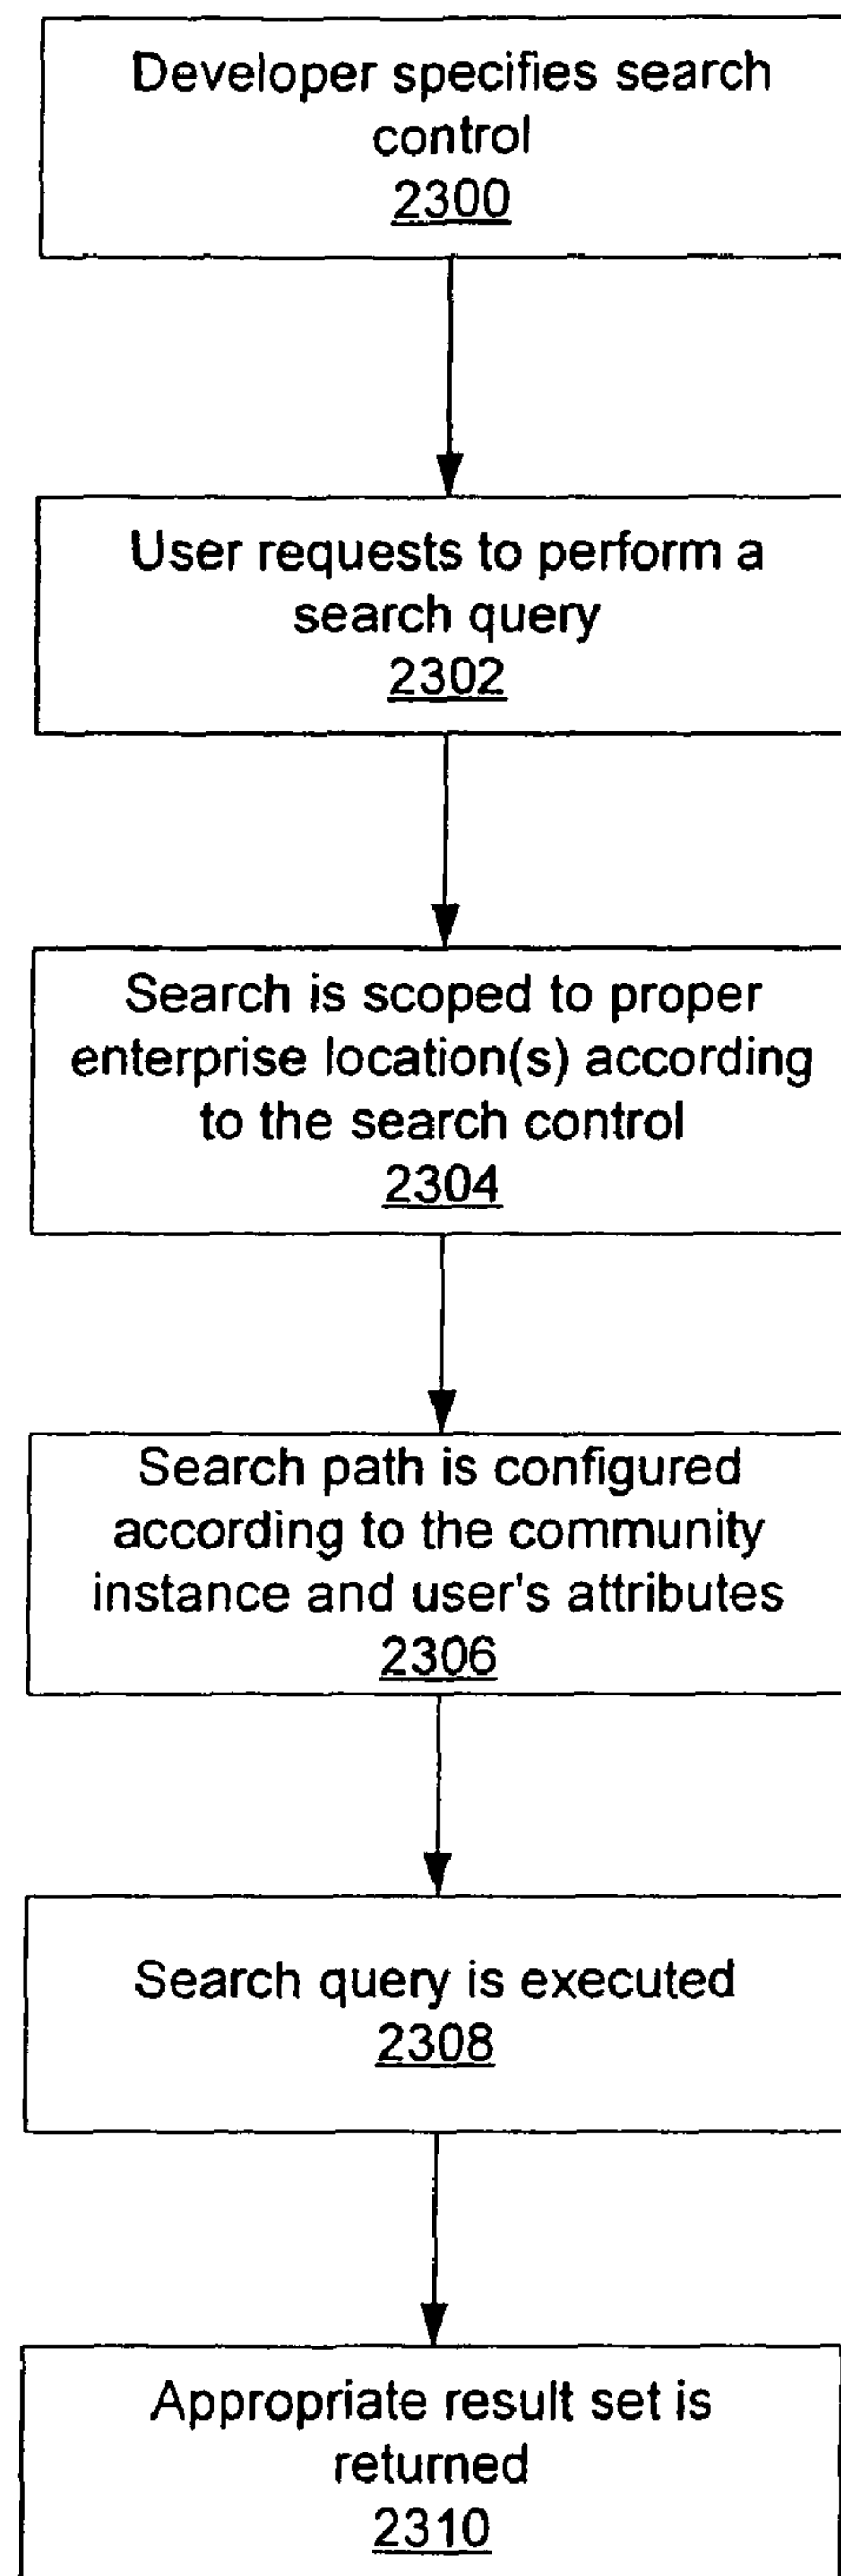 Developer specifies search
control
2300
User requests to perform a
search query
2302
Search is scoped to proper
enterprise location(s) according
to the search control
2304
Search path is configured
according to the community
instance and user's attributes
2306
Search query is executed
2308
Appropriate result set is
returned
2310